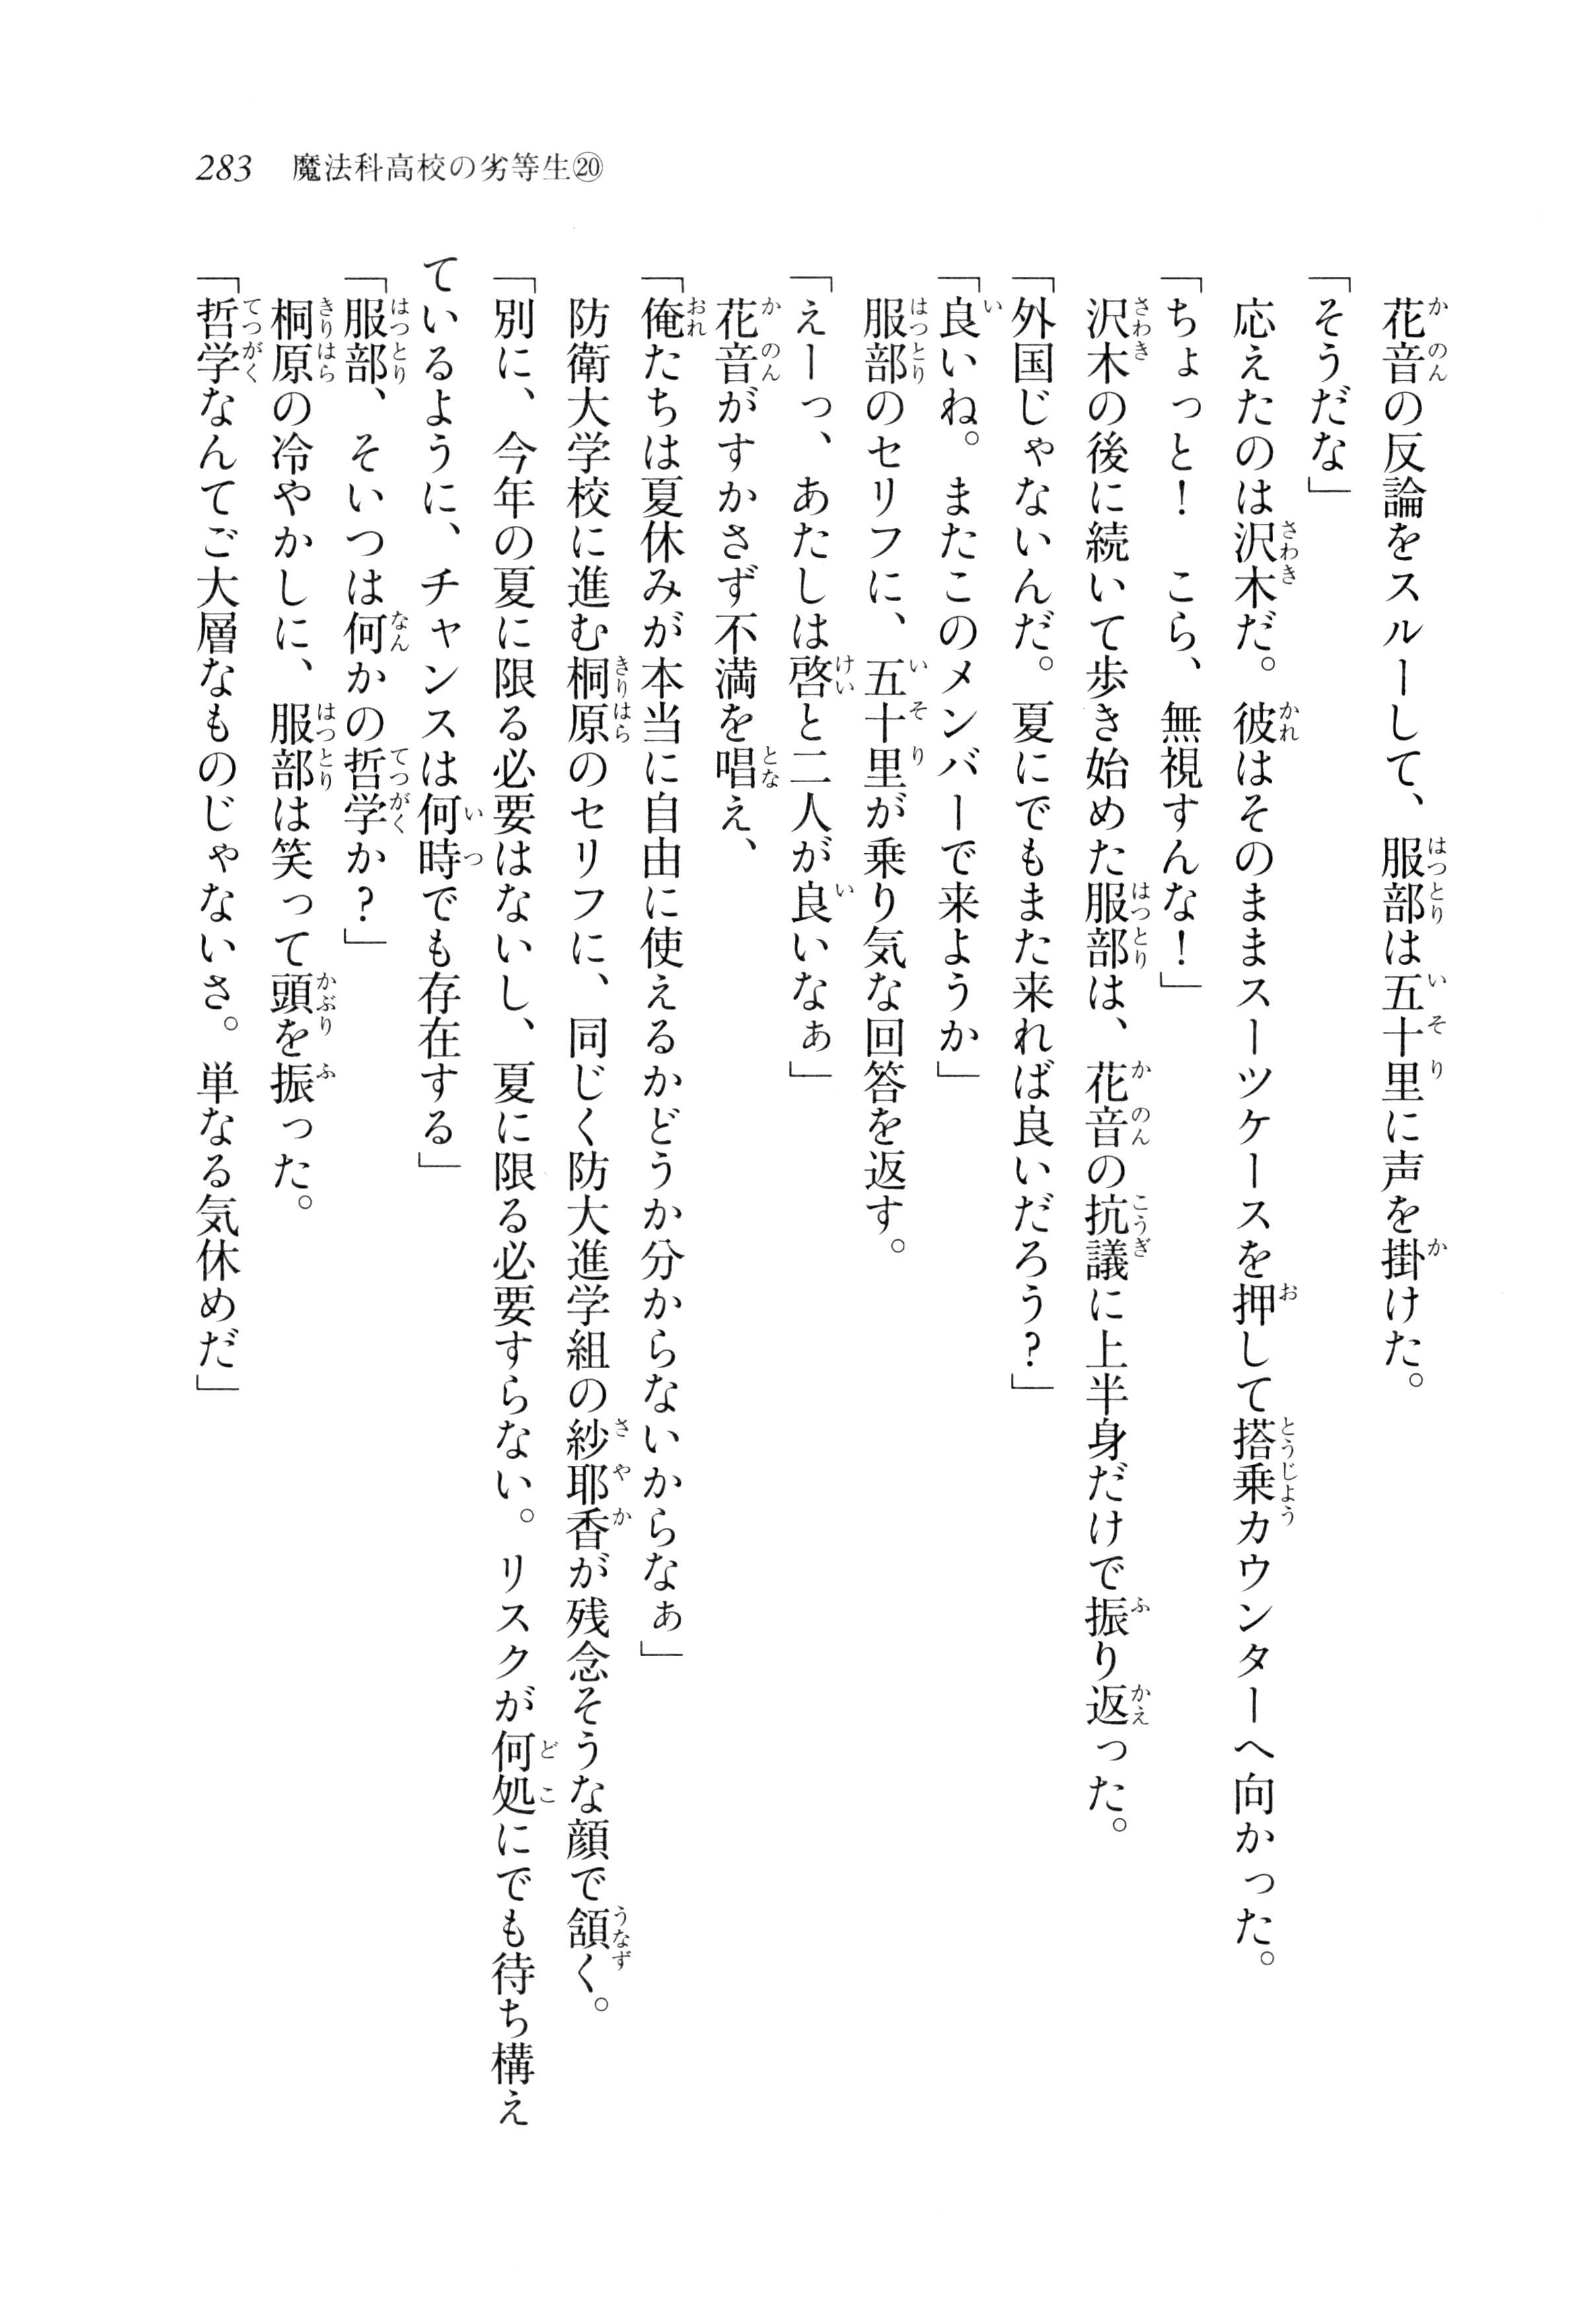 283 魔法科高校の劣等生⑳
花音の反論をスルーして、服部は五十里に声を掛けた。
「そうだな」
応えたのは沢木だ。彼はそのままスーツケースを押して搭乗カウンターへ向かった。
「ちょっと！　こら、無視すんな！」
沢木の後に続いて歩き始めた服部は、花音の抗議に上半身だけで振り返った。
「外国じゃないんだ。夏にでもまた来れば良いだろう？」
「良いね。またこのメンバーで来ようか」
服部のセリフに、五十里が乗り気な回答を返す。
「えーっ、あたしは啓と二人が良いなぁ」
花音がすかさず不満を唱え、
「俺たちは夏休みが本当に自由に使えるかどうか分からないからなぁ」
防衛大学校に進む桐原のセリフに、同じく防大進学組の紗耶香が残念そうな顔で頷く。
「別に、今年の夏に限る必要はないし、夏に限る必要すらない。リスクが何処にでも待ち構え
ているように、チャンスは何時でも存在する」
「服部、そいつは何かの哲学か？」
桐原の冷やかしに、服部は笑って頭を振った。
「哲学なんてご大層なものじゃないさ。単なる気休めだ」